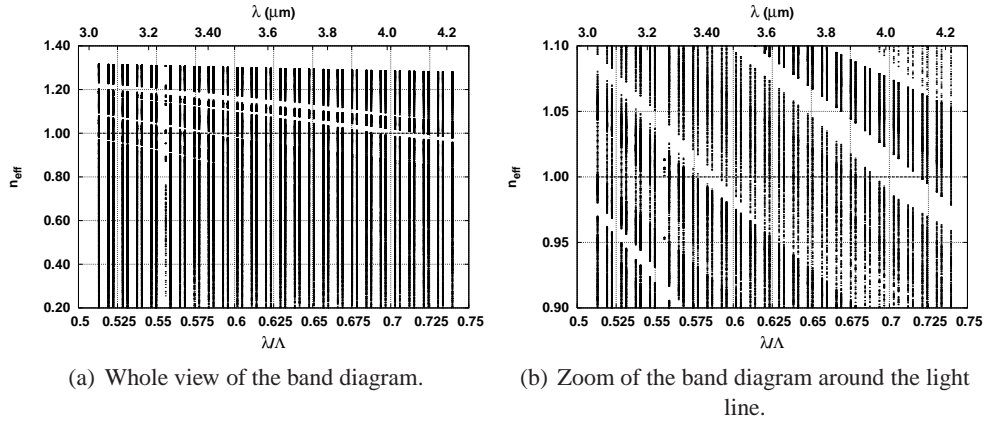 λ (μm)
3.0 3.2 3.40 3.6 3.8 4.0 4.2
1.40
1.20
1.00
0.80
0.60
0.40
0.20
n_eff
0.5 0.525 0.55 0.575 0.6 0.625 0.65 0.675 0.7 0.725 0.75
λ/Λ
(a) Whole view of the band diagram.
λ (μm)
3.0 3.2 3.40 3.6 3.8 4.0 4.2
1.10
1.05
1.00
0.95
0.90
n_eff
0.5 0.525 0.55 0.575 0.6 0.625 0.65 0.675 0.7 0.725 0.75
λ/Λ
(b) Zoom of the band diagram around the light
line.